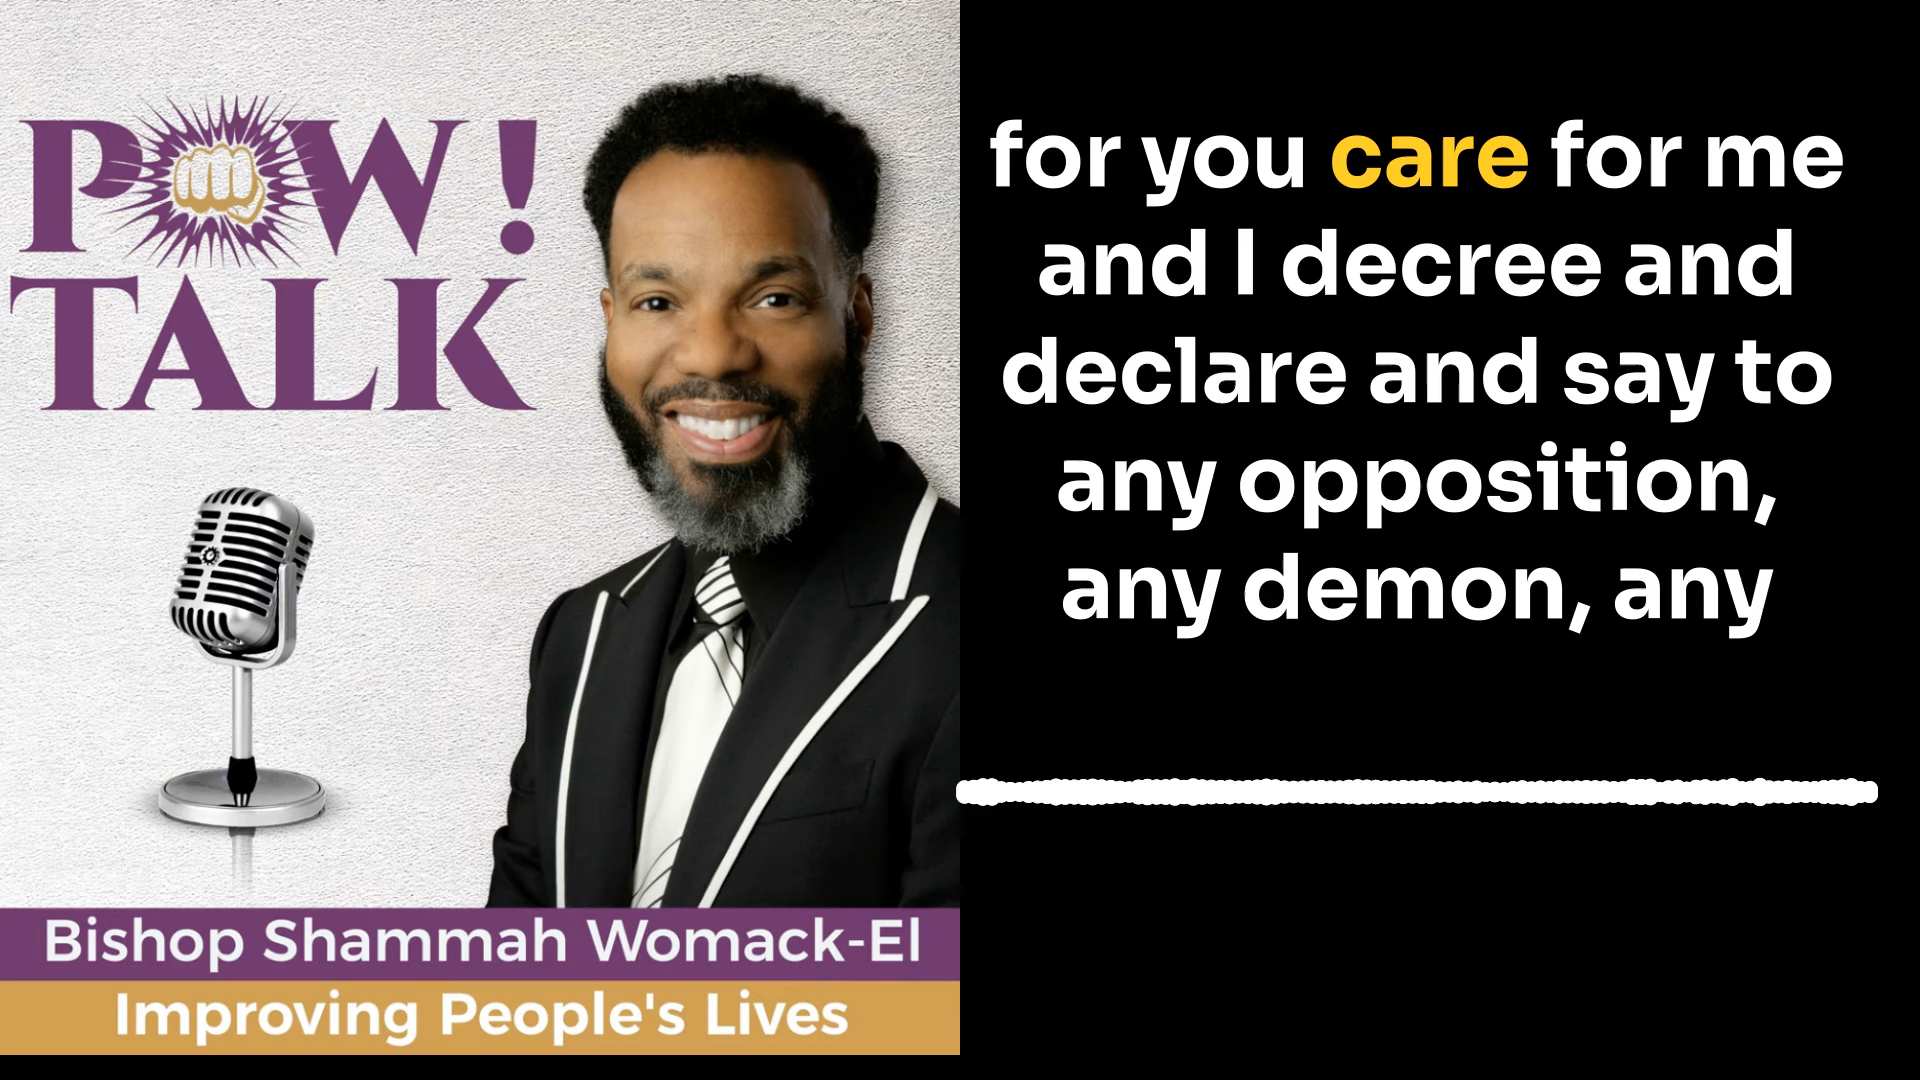 POW!
TALK
Bishop Shammah Womack-El
Improving People's Lives
for you care for me
and I decree and
declare and say to
any opposition,
any demon, any